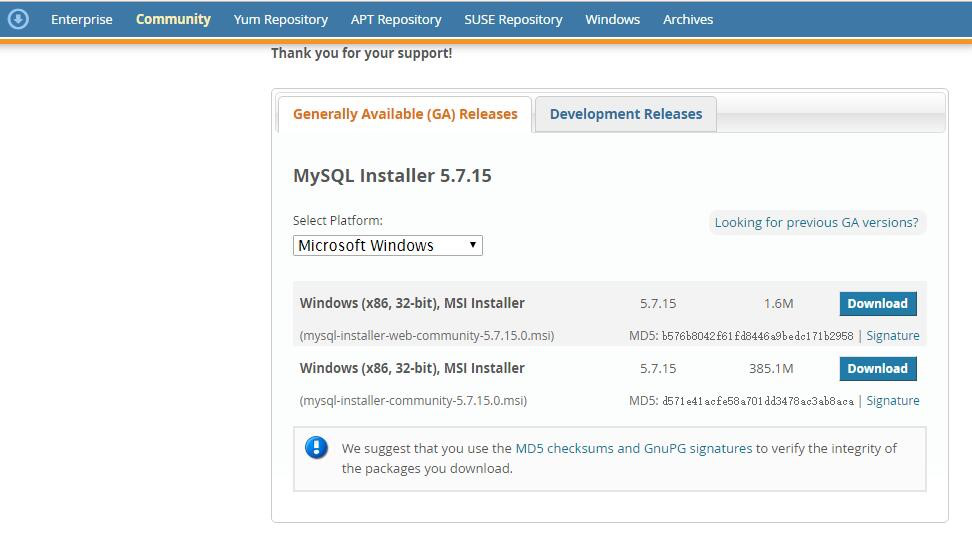 Enterprise Community Yum Repository APT Repository SUSE Repository Windows Archives
Thank you for your support!
Generally Available (GA) Releases Development Releases
MySQL Installer 5.7.15
Select Platform:
Looking for previous GA versions?
Microsoft Windows
Windows (x86, 32-bit), MSI Installer 5.7.15 1.6M Download
(mysql-installer-web-community-5.7.15.0.msi) MD5: b576b8042f61fd8446a9bedc171b2958 | Signature
Windows (x86, 32-bit), MSI Installer 5.7.15 385.1M Download
(mysql-installer-community-5.7.15.0.msi) MD5: d571e41acfe58a701dd3478ac3ab8aca | Signature
We suggest that you use the MD5 checksums and GnuPG signatures to verify the integrity of
the packages you download.